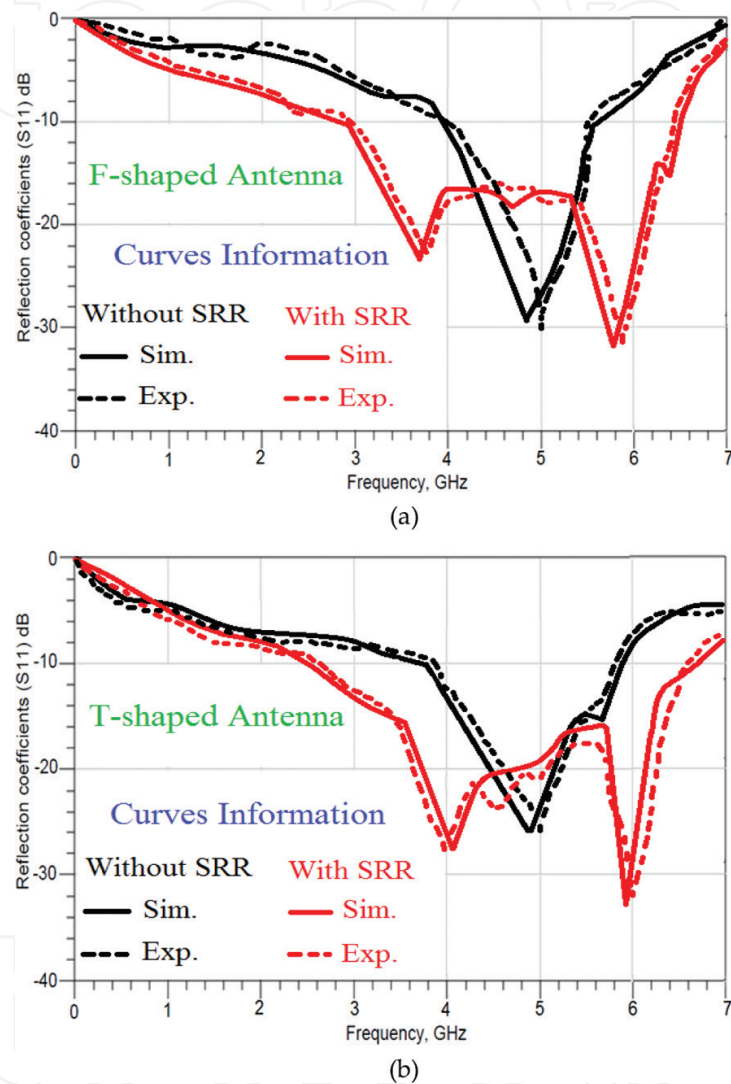 0
-10
-20
-30
-40
Reflection coefficients (S11) dB
F-shaped Antenna
Curves Information
Without SRR With SRR
Sim. Sim.
Exp. Exp.
0 1 2 3 4 5 6 7
Frequency, GHz
(a)
0
-10
-20
-30
-40
Reflection coefficients (S11) dB
T-shaped Antenna
Curves Information
Without SRR With SRR
Sim. Sim.
Exp. Exp.
0 1 2 3 4 5 6 7
Frequency, GHz
(b)